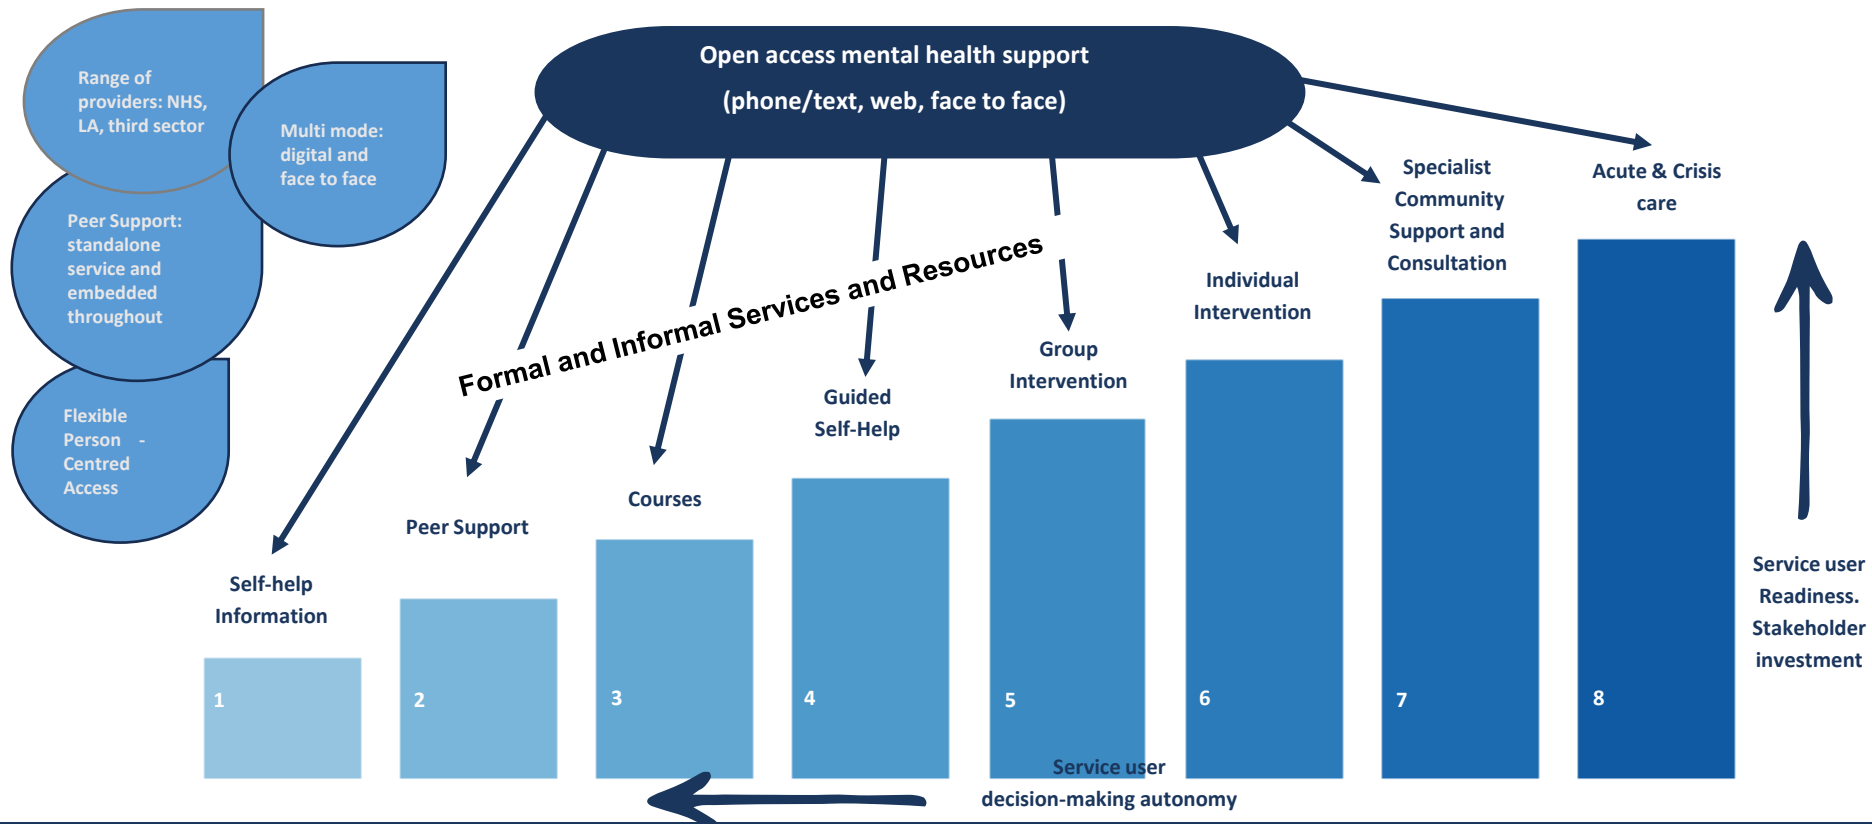 Open access mental health support
(phone/text, web, face to face)
Range of
providers: NHS,
LA, third sector
Multi mode:
digital and
face to face
Peer Support:
standalone
service and
embedded
throughout
Flexible
Person -
Centred
Access
Formal and Informal Services and Resources
Self-help
Information
Peer Support
Courses
Guided
Self-Help
Group
Intervention
Individual
Intervention
Specialist
Community
Support and
Consultation
Acute & Crisis
care
1
2
3
4
5
6
7
8
Service user
Readiness.
Stakeholder
investment
Service user
decision-making autonomy